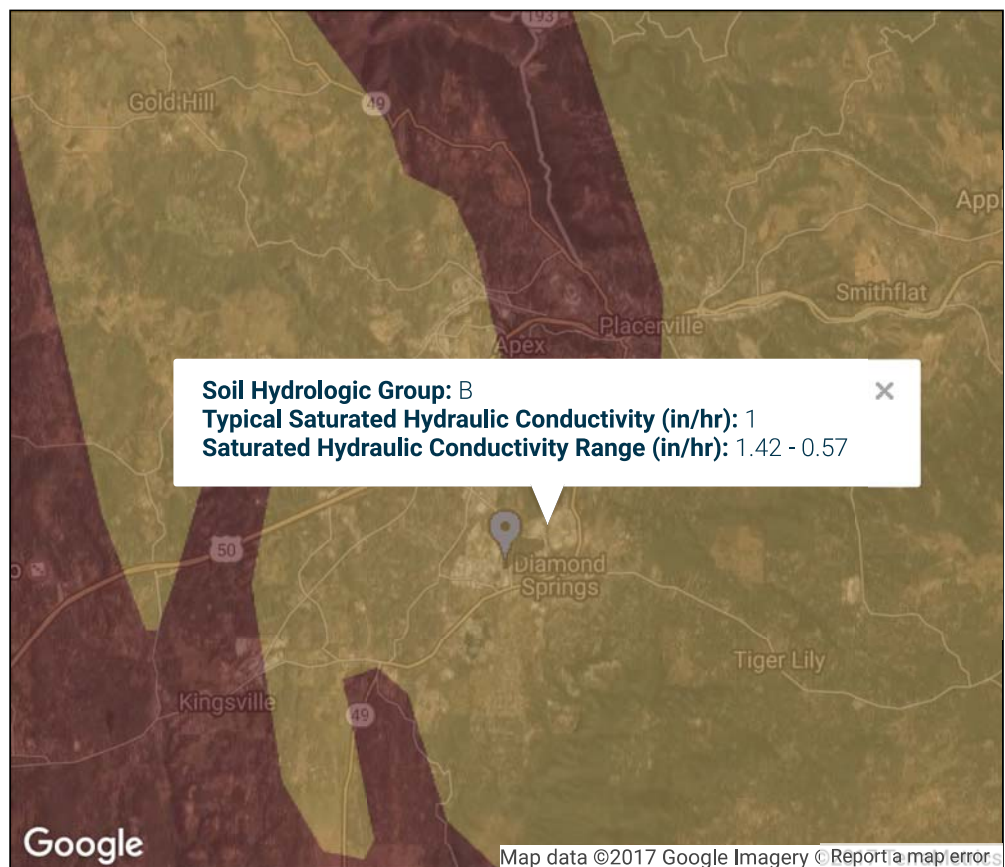 193
Gold Hill
49
Appl
Smithflat
Placerville
Apex
Soil Hydrologic Group: B
Typical Saturated Hydraulic Conductivity (in/hr): 1
Saturated Hydraulic Conductivity Range (in/hr): 1.42 - 0.57
50
Diamond
Springs
Tiger Lily
Kingsville
49
Google
Map data ©2017 Google Imagery © Report a map error